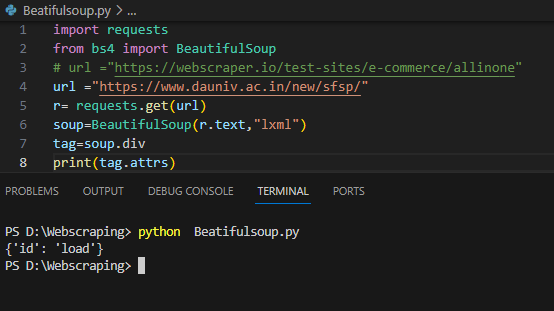 Beatifulsoup.py > ...
1 import requests
2 from bs4 import BeautifulSoup
3 # url ="https://webscraper.io/test-sites/e-commerce/allinone"
4 url ="https://www.dauniv.ac.in/new/sfsp/"
5 r= requests.get(url)
6 soup=BeautifulSoup(r.text,"lxml")
7 tag=soup.div
8 print(tag.attrs)
PROBLEMS OUTPUT DEBUG CONSOLE TERMINAL PORTS
PS D:\Webscraping> python  Beatifulsoup.py
{'id': 'load'}
PS D:\Webscraping>